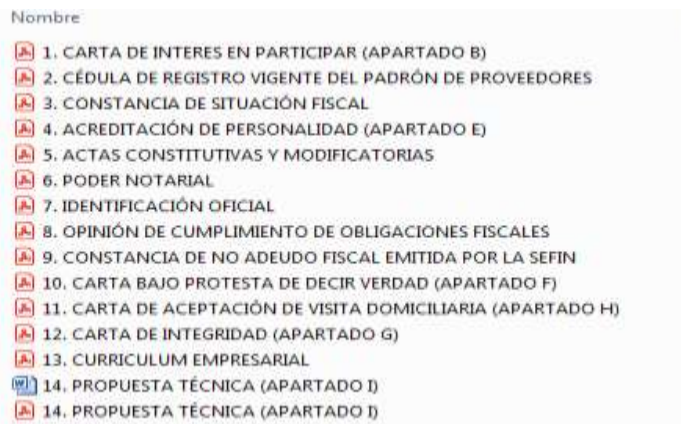 Nombre
1. CARTA DE INTERES EN PARTICIPAR (APARTADO B)
2. CÉDULA DE REGISTRO VIGENTE DEL PADRÓN DE PROVEEDORES
3. CONSTANCIA DE SITUACIÓN FISCAL
4. ACREDITACIÓN DE PERSONALIDAD (APARTADO E)
5. ACTAS CONSTITUTIVAS Y MODIFICATORIAS
6. PODER NOTARIAL
7. IDENTIFICACIÓN OFICIAL
8. OPINIÓN DE CUMPLIMIENTO DE OBLIGACIONES FISCALES
9. CONSTANCIA DE NO ADEUDO FISCAL EMITIDA POR LA SEFIN
10. CARTA BAJO PROTESTA DE DECIR VERDAD (APARTADO F)
11. CARTA DE ACEPTACIÓN DE VISITA DOMICILIARIA (APARTADO H)
12. CARTA DE INTEGRIDAD (APARTADO G)
13. CURRICULUM EMPRESARIAL
14. PROPUESTA TÉCNICA (APARTADO I)
14. PROPUESTA TÉCNICA (APARTADO I)